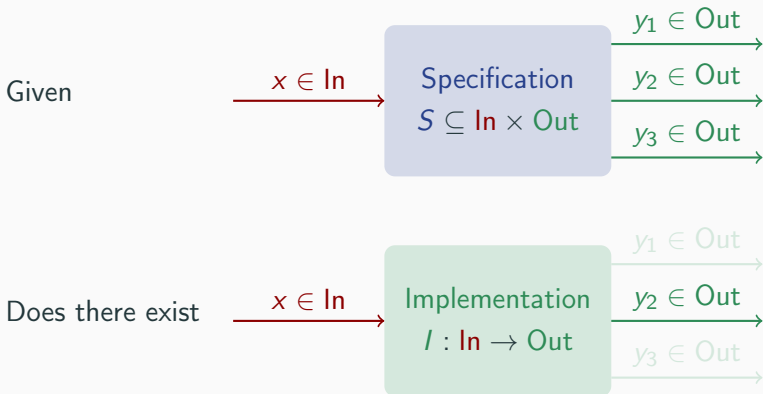 y₁ ∈ Out
Given
x ∈ In
Specification
S ⊆ In × Out
y₂ ∈ Out
y₃ ∈ Out
y₁ ∈ Out
Does there exist
x ∈ In
Implementation
I : In → Out
y₂ ∈ Out
y₃ ∈ Out